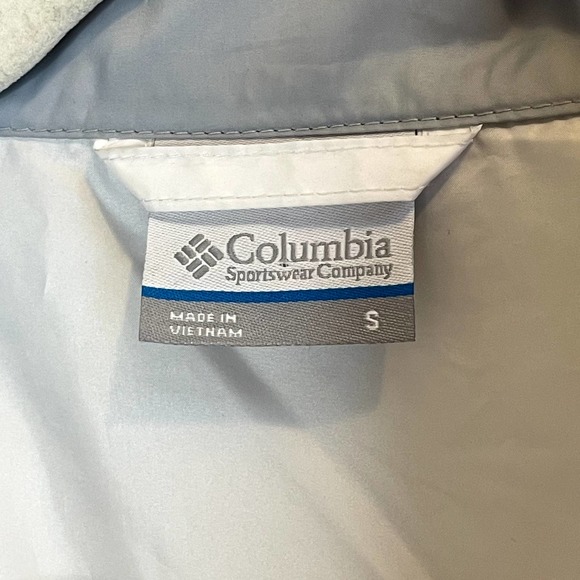 Columbia
Sportswear Company
MADE IN
VIETNAM
S